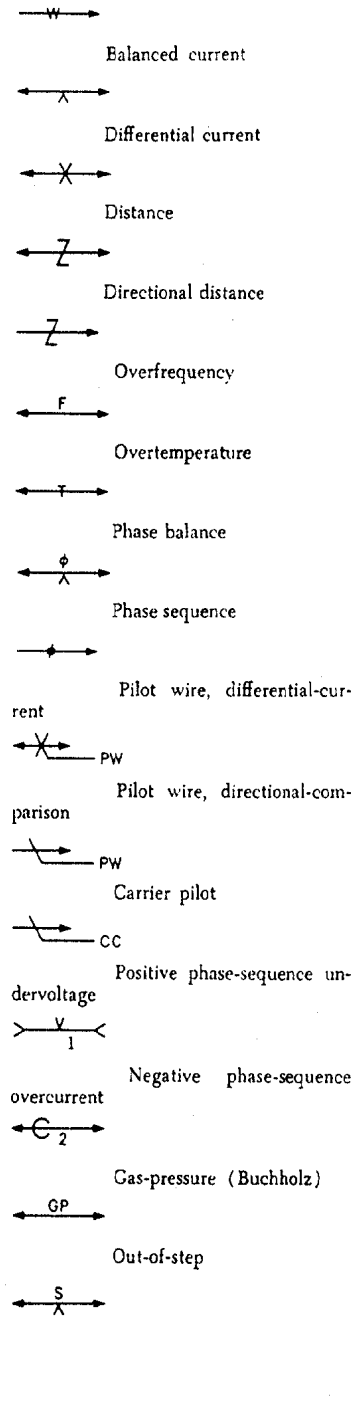 W
Balanced current
Differential current
Distance
Z
Directional distance
Z
Overfrequency
F
Overtemperature
T
Phase balance
ϕ
Phase sequence
ϕ
Pilot wire, differential-cur-
rent
PW
Pilot wire, directional-com-
parison
PW
Carrier pilot
CC
Positive phase-sequence un-
dervoltage
V
1
Negative phase-sequence
overcurrent
C 2
Gas-pressure (Buchholz)
GP
Out-of-step
S